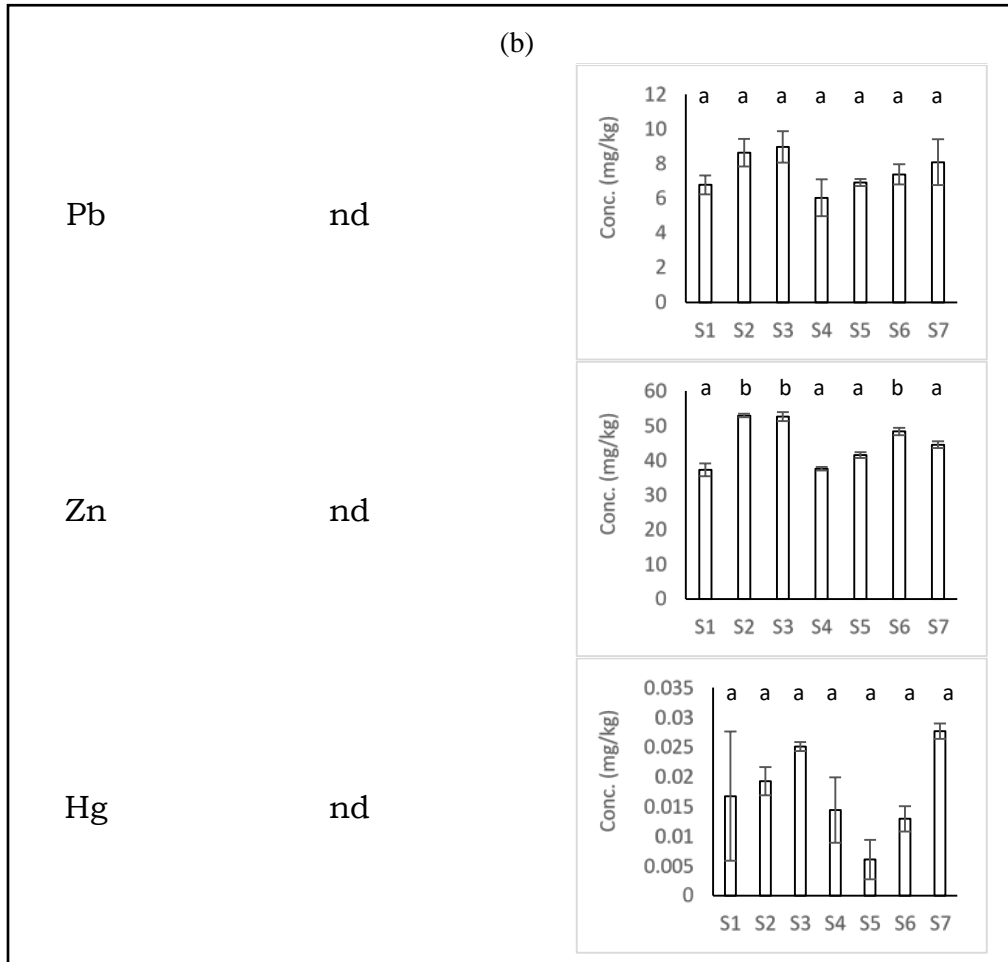 (b)
Pb
nd
Conc. (mg/kg)
12
10
8
6
4
2
0
a a a a a a a
S1 S2 S3 S4 S5 S6 S7
Zn
nd
Conc. (mg/kg)
60
50
40
30
20
10
0
a b b a a b a
S1 S2 S3 S4 S5 S6 S7
Hg
nd
Conc. (mg/kg)
0.035
0.03
0.025
0.02
0.015
0.01
0.005
0
a a a a a a a
S1 S2 S3 S4 S5 S6 S7